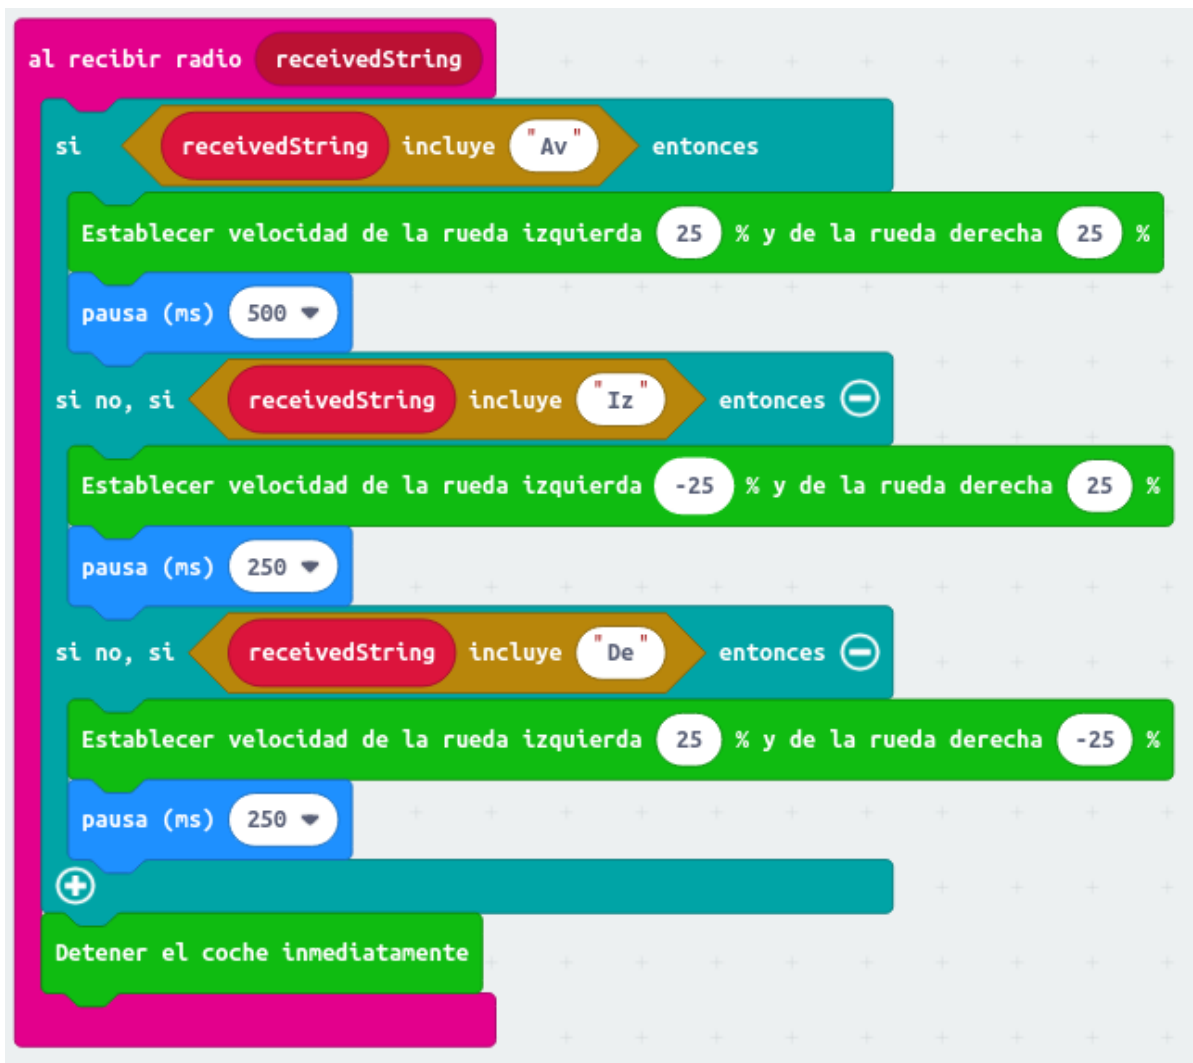 al recibir radio receivedString
si receivedString incluye "Av" entonces
Establecer velocidad de la rueda izquierda 25 % y de la rueda derecha 25 %
pausa (ms) 500
si no, si receivedString incluye "Iz" entonces
Establecer velocidad de la rueda izquierda -25 % y de la rueda derecha 25 %
pausa (ms) 250
si no, si receivedString incluye "De" entonces
Establecer velocidad de la rueda izquierda 25 % y de la rueda derecha -25 %
pausa (ms) 250
Detener el coche inmediatamente